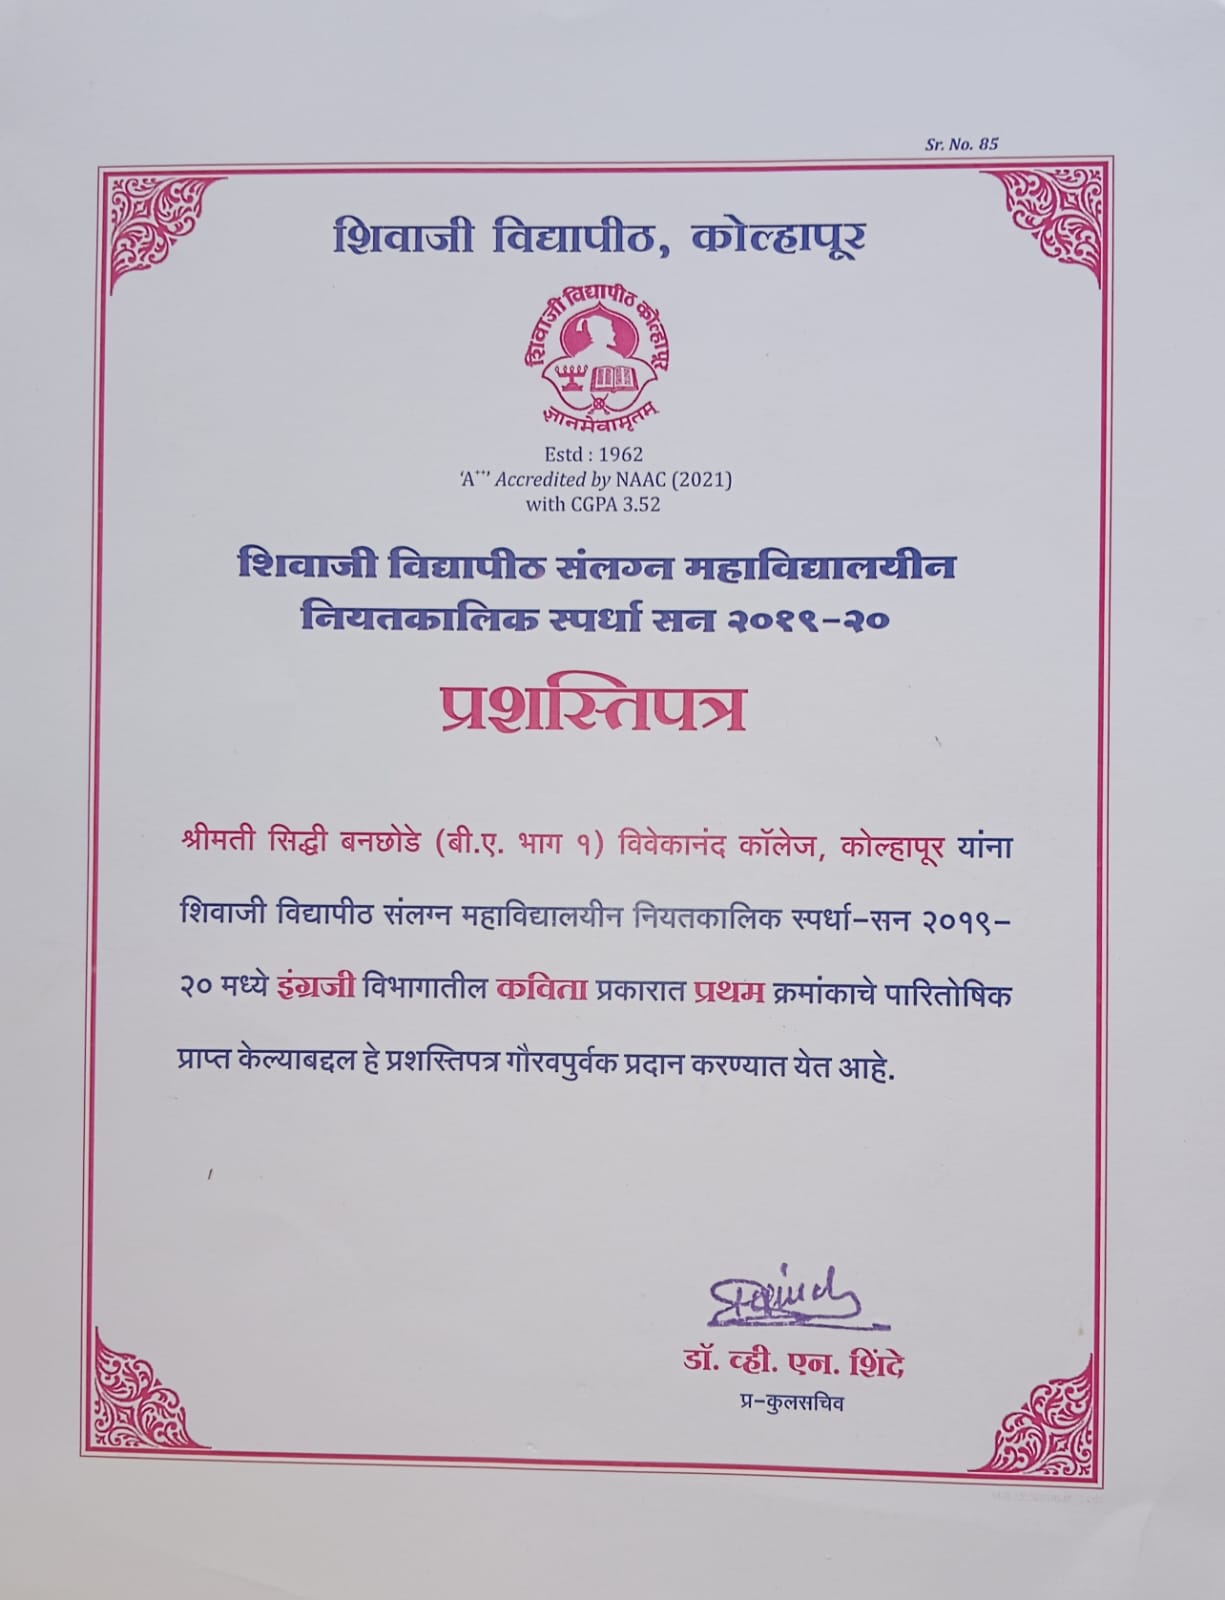 Sr. No. 85
शिवाजी विद्यापीठ, कोल्हापूर
शिवाजी विद्यापीठ कोल्हापूर
ज्ञानमेवामृतम्
Estd : 1962
‘A⁺⁺’ Accredited by NAAC (2021)
with CGPA 3.52
शिवाजी विद्यापीठ संलग्न महाविद्यालयीन
नियतकालिक स्पर्धा सन २०१९-२०
प्रशस्तिपत्र
श्रीमती सिद्धी बनछोडे (बी.ए. भाग १) विवेकानंद कॉलेज, कोल्हापूर यांना
शिवाजी विद्यापीठ संलग्न महाविद्यालयीन नियतकालिक स्पर्धा-सन २०१९-
२० मध्ये इंग्रजी विभागातील कविता प्रकारात प्रथम क्रमांकाचे पारितोषिक
प्राप्त केल्याबद्दल हे प्रशस्तिपत्र गौरवपुर्वक प्रदान करण्यात येत आहे.
डॉ. व्ही. एन. शिंदे
प्र-कुलसचिव